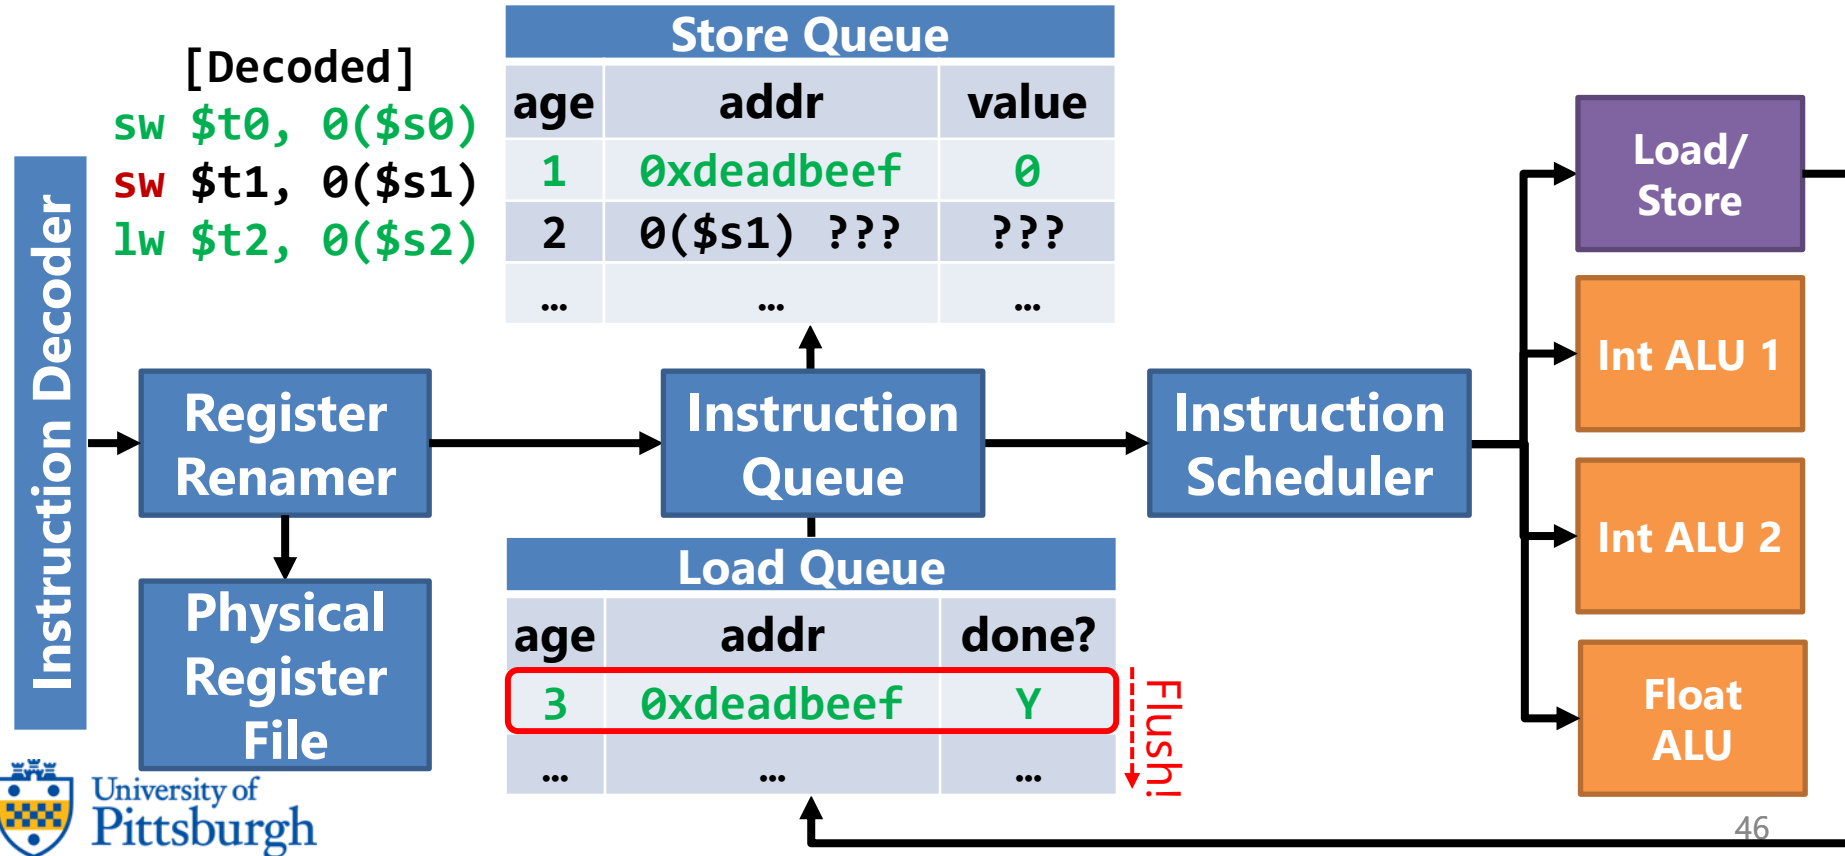 [Decoded]
sw $t0, 0($s0)
sw $t1, 0($s1)
lw $t2, 0($s2)
Store Queue
age addr value
1 0xdeadbeef 0
2 0($s1) ??? ???
… … …
Instruction Decoder
Register
Renamer
Physical
Register
File
Instruction
Queue
Load Queue
age addr done?
3 0xdeadbeef Y
… … …
Flush!
Instruction
Scheduler
Load/
Store
Int ALU 1
Int ALU 2
Float
ALU
University of
Pittsburgh
46